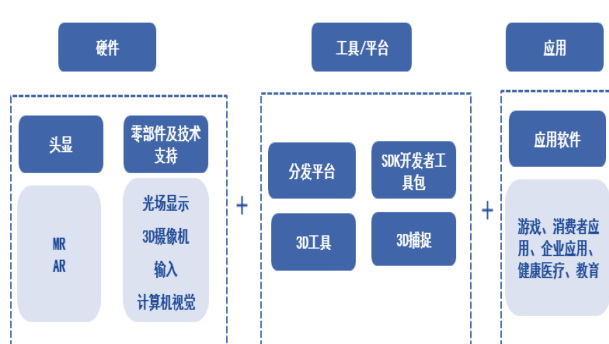 硬件
工具/平台
应用
头显
零部件及技术
支持
MR
AR
光场显示
3D摄像机
输入
计算机视觉
+
分发平台
SDK开发者工
具包
3D工具
3D捕捉
+
应用软件
游戏、消费者应
用、企业应用、
健康医疗、教育